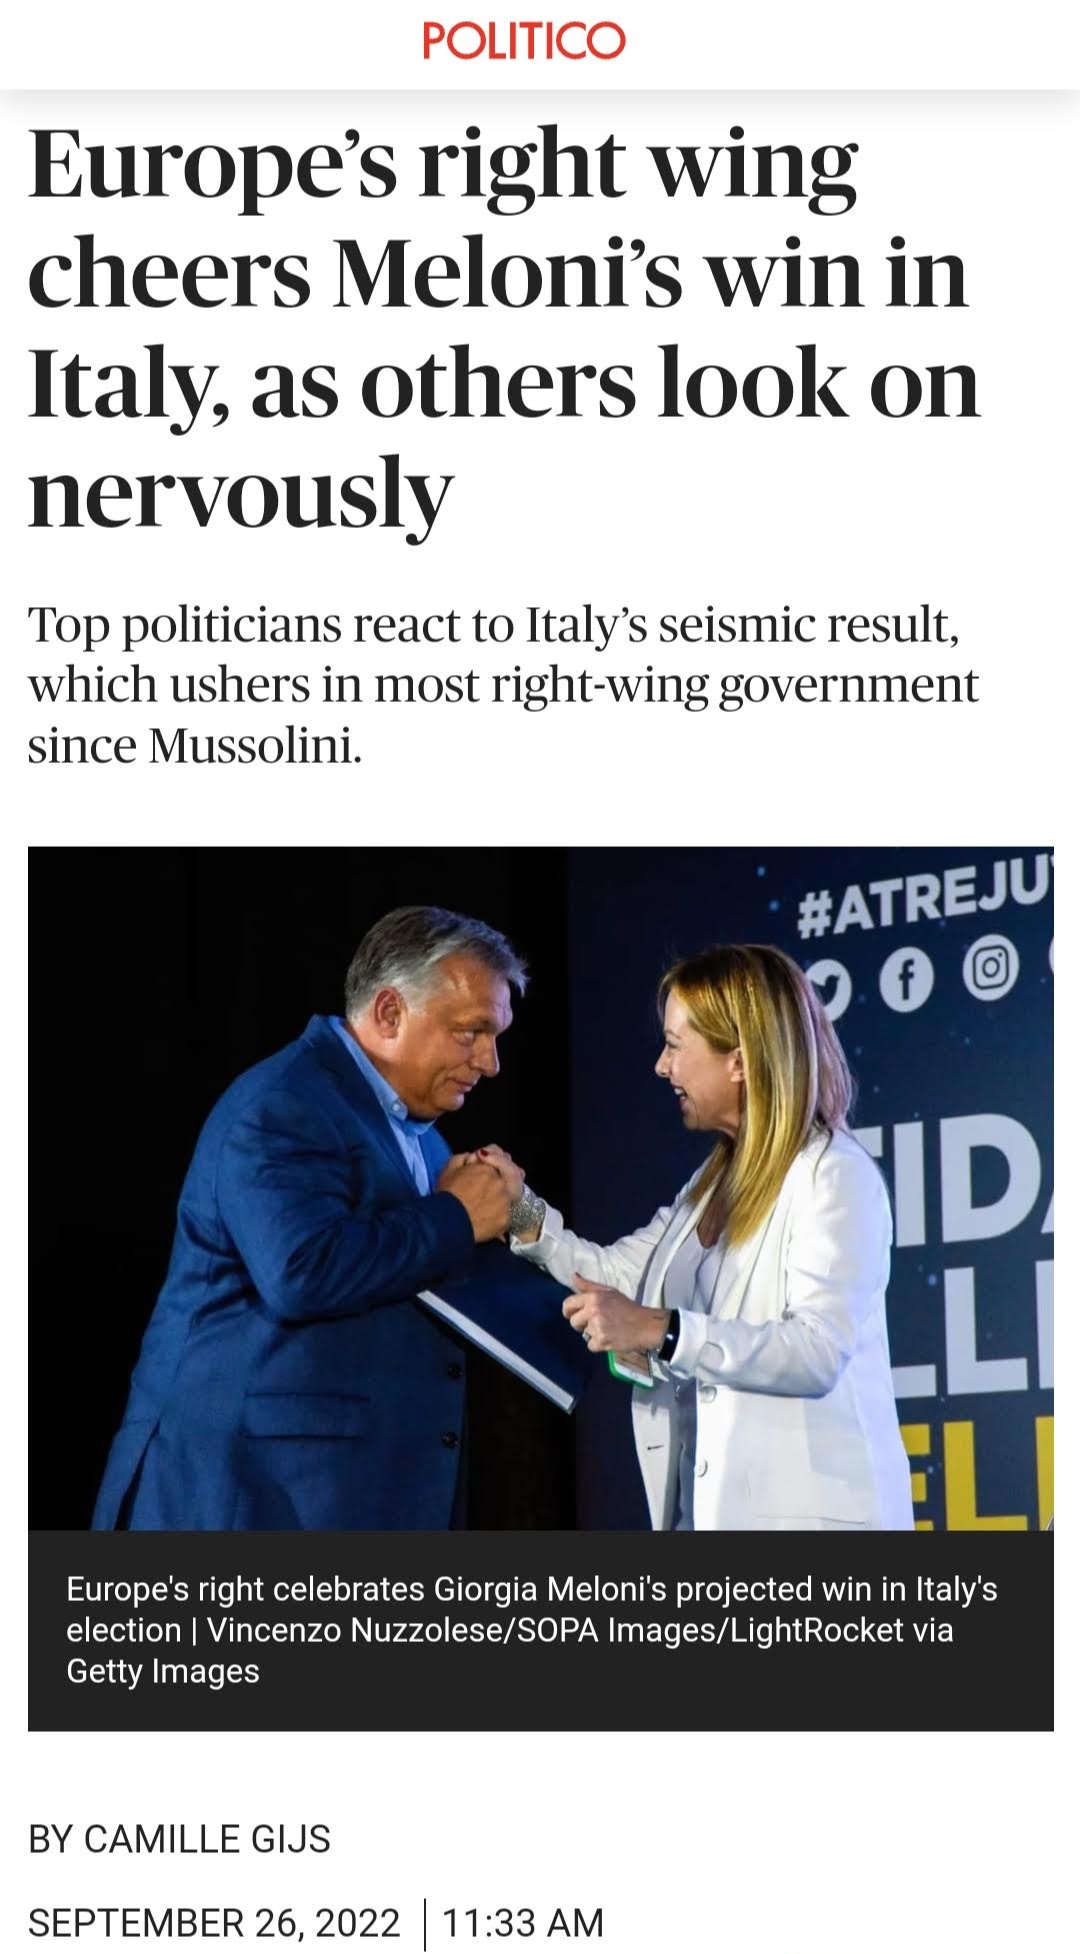 POLITICO
Europe’s right wing
cheers Meloni’s win in
Italy, as others look on
nervously
Top politicians react to Italy’s seismic result,
which ushers in most right-wing government
since Mussolini.
#ATREJU
Europe's right celebrates Giorgia Meloni's projected win in Italy's
election | Vincenzo Nuzzolese/SOPA Images/LightRocket via
Getty Images
BY CAMILLE GIJS
SEPTEMBER 26, 2022 | 11:33 AM